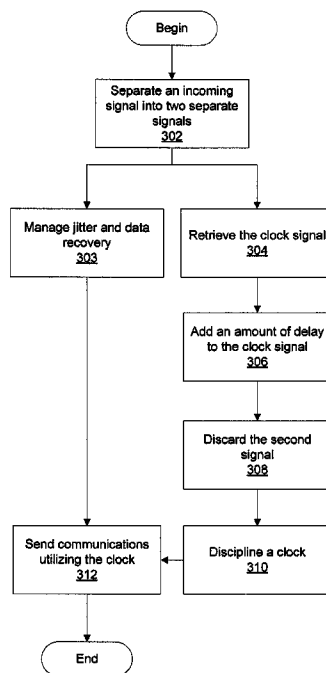 Begin
Separate an incoming
signal into two separate
signals
302
Manage jitter and data
recovery
303
Retrieve the clock signal
304
Add an amount of delay
to the clock signal
306
Discard the second
signal
308
Send communications
utilizing the clock
312
Discipline a clock
310
End